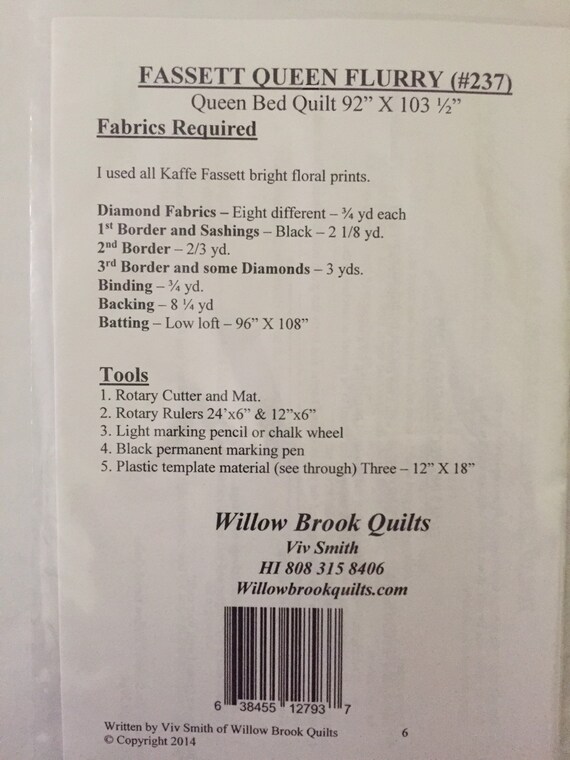 FASSETT QUEEN FLURRY (#237)
Queen Bed Quilt 92” X 103 ½”
Fabrics Required
I used all Kaffe Fassett bright floral prints.
Diamond Fabrics – Eight different – ¾ yd each
1st Border and Sashings – Black – 2 1/8 yd.
2nd Border – 2/3 yd.
3rd Border and some Diamonds – 3 yds.
Binding – ¾ yd.
Backing – 8 ¼ yd
Batting – Low loft – 96” X 108”
Tools
1. Rotary Cutter and Mat.
2. Rotary Rulers 24’x6” & 12”x6”
3. Light marking pencil or chalk wheel
4. Black permanent marking pen
5. Plastic template material (see through) Three – 12” X 18”
Willow Brook Quilts
Viv Smith
HI 808 315 8406
Willowbrookquilts.com
6 38455 12793 7
Written by Viv Smith of Willow Brook Quilts 6
© Copyright 2014